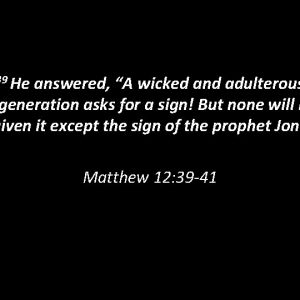 39 He answered, “A wicked and adulterous
generation asks for a sign! But none will
given it except the sign of the prophet Jon
Matthew 12:39-41